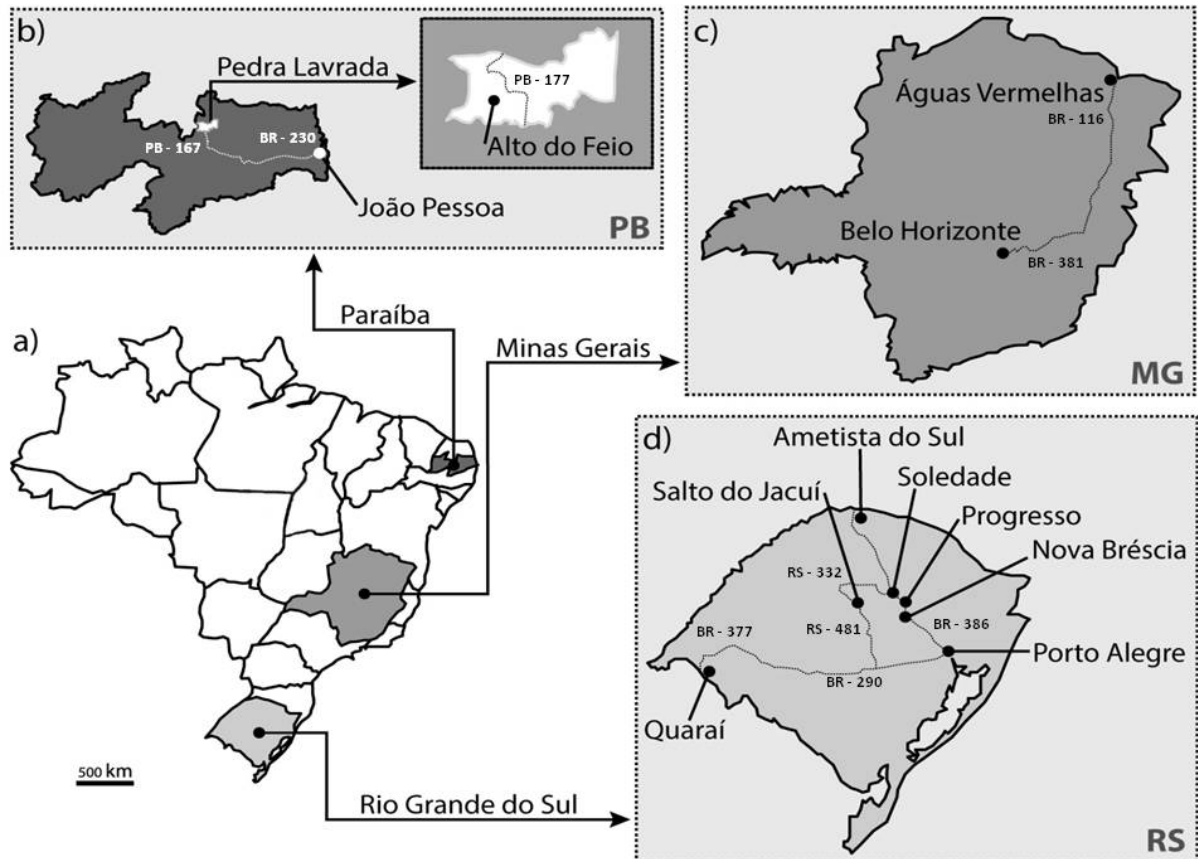 b)
Pedra Lavrada
PB - 177
Alto do Feio
PB - 167
BR - 230
João Pessoa
PB
c)
Águas Vermelhas
BR - 116
Belo Horizonte
BR - 381
MG
a)
Paraíba
Minas Gerais
500 km
Rio Grande do Sul
d)
Ametista do Sul
Soledade
Salto do Jacuí
Progresso
Nova Bréscia
RS - 332
BR - 377
RS - 481
BR - 386
Porto Alegre
BR - 290
Quaraí
RS